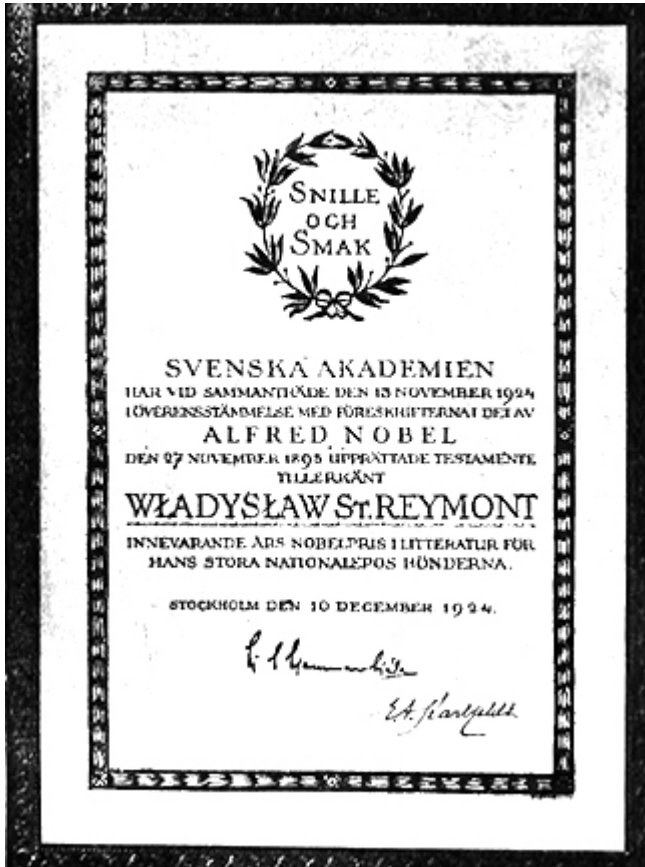 SNILLE
OCH
SMAK
SVENSKA AKADEMIEN
HAR VID SAMMANTRÄDE DEN 13 NOVEMBER 1924
I ÖVERENSSTÄMMELSE MED FÖRESKRIFTERNA I DET AV
ALFRED NOBEL
DEN 27 NOVEMBER 1895 UPPRÄTTADE TESTAMENTE
TILLERKÄNT
WŁADYSŁAW ST. REYMONT
INNEVARANDE ÅRS NOBELPRIS I LITTERATUR FÖR
HANS STORA NATIONALEPOS BÖNDERNA.
STOCKHOLM DEN 10 DECEMBER 1924.
E.A. Karlfeldt